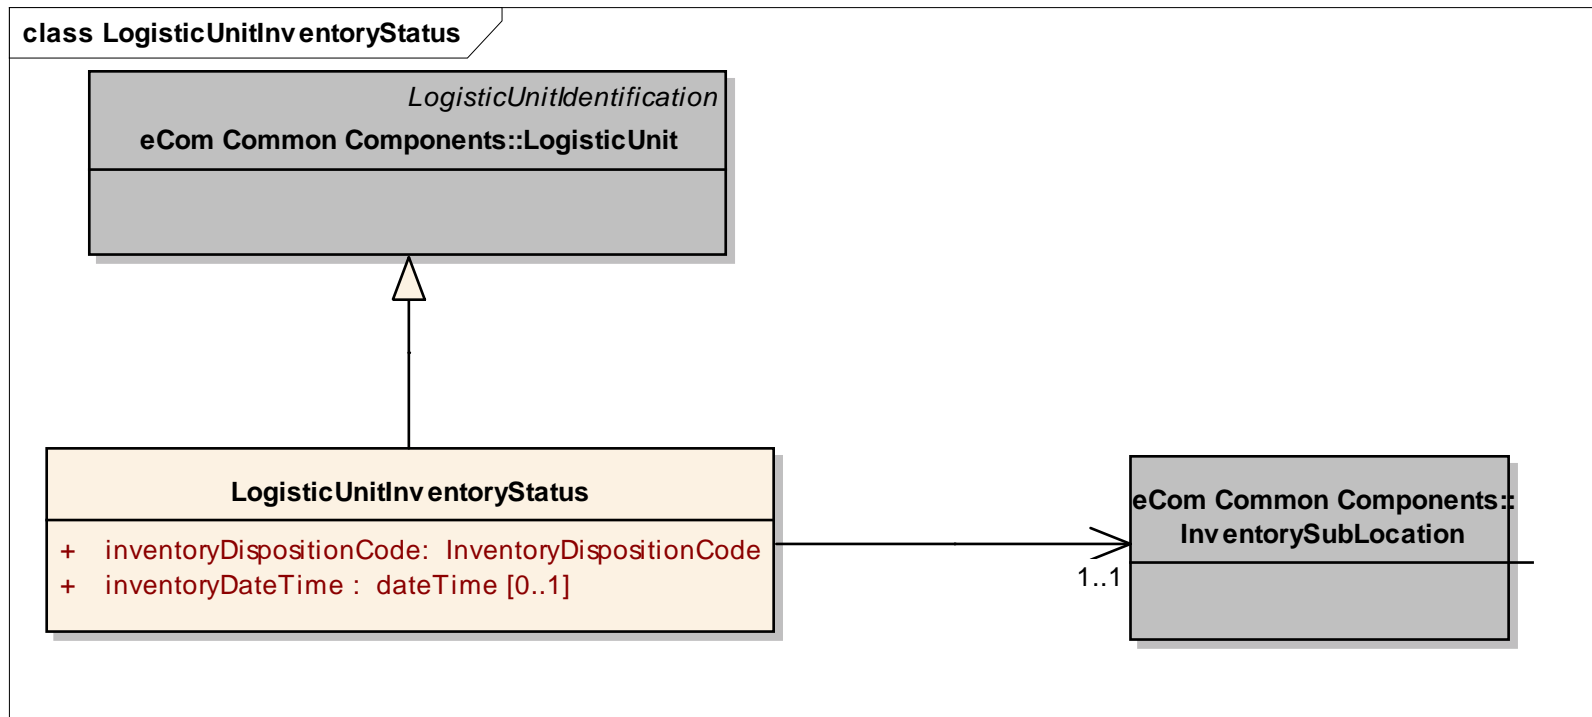 class LogisticUnitInventoryStatus
LogisticUnitIdentification
eCom Common Components::LogisticUnit
LogisticUnitInventoryStatus
+ inventoryDispositionCode: InventoryDispositionCode
+ inventoryDateTime : dateTime [0..1]
eCom Common Components::
InventorySubLocation
1..1